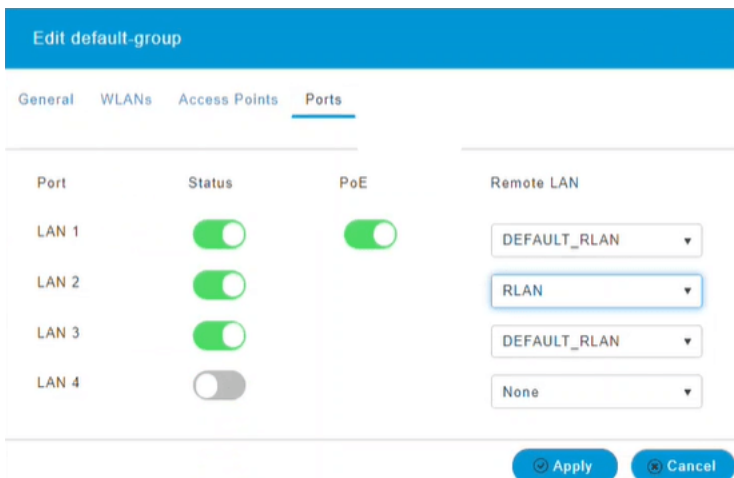 Edit default-group
General WLANs Access Points Ports
Port Status PoE Remote LAN
LAN 1 DEFAULT_RLAN
LAN 2 RLAN
LAN 3 DEFAULT_RLAN
LAN 4 None
Apply Cancel